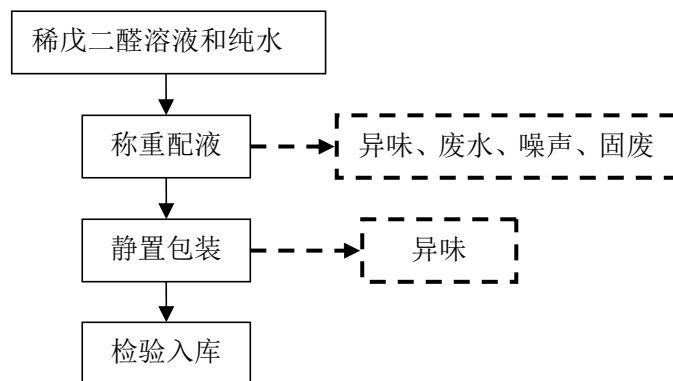 稀戊二醛溶液和纯水
称重配液
异味、废水、噪声、固废
静置包装
异味
检验入库